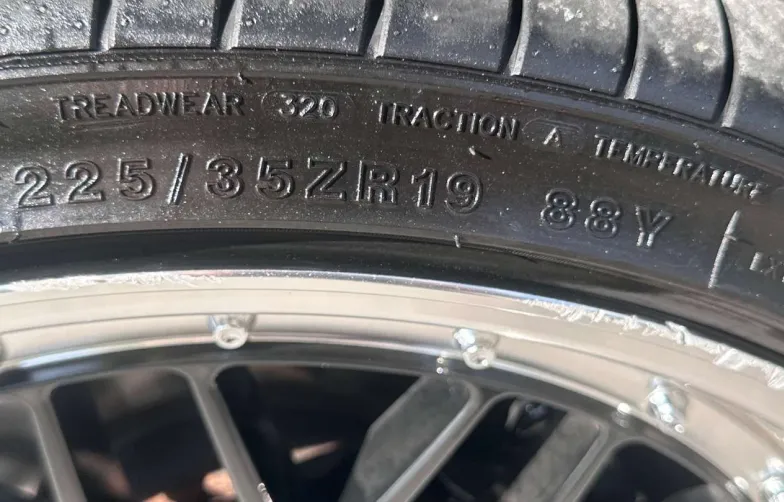 TREADWEAR 320 TRACTION A TEMPERATURE
225/35ZR19 88Y